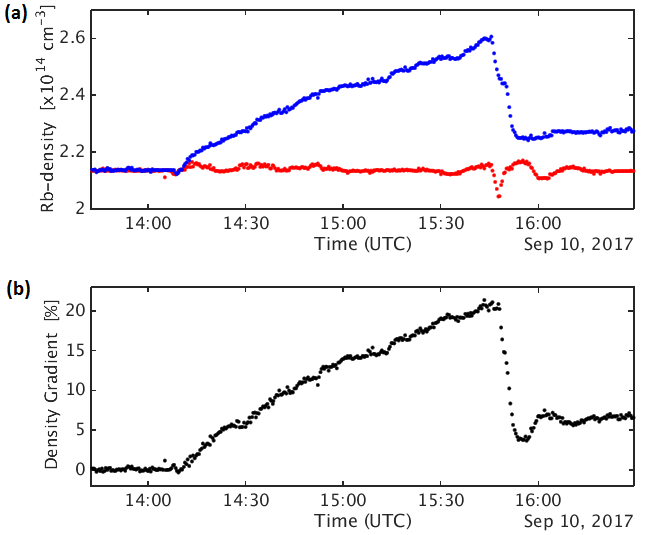 (a)
Rb-density [x10¹⁴ cm⁻³]
2.6
2.4
2.2
2
14:00 14:30 15:00 15:30 16:00
Time (UTC)
Sep 10, 2017
(b)
Density Gradient [%]
20
15
10
5
0
14:00 14:30 15:00 15:30 16:00
Time (UTC)
Sep 10, 2017